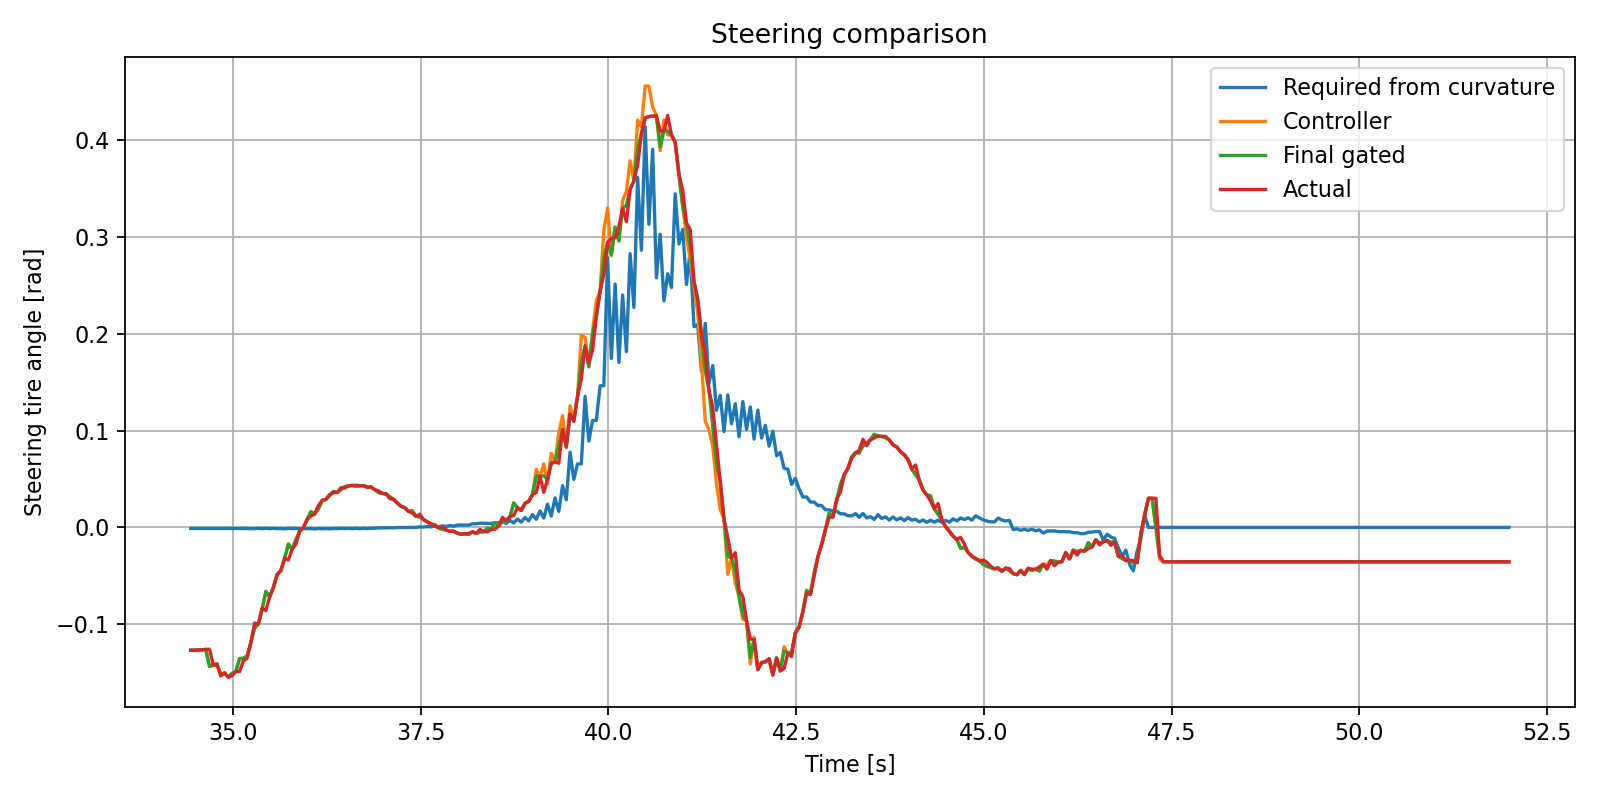 Steering comparison
Required from curvature
Controller
Final gated
Actual
Steering tire angle [rad]
0.4
0.3
0.2
0.1
0.0
−0.1
35.0 37.5 40.0 42.5 45.0 47.5 50.0 52.5
Time [s]